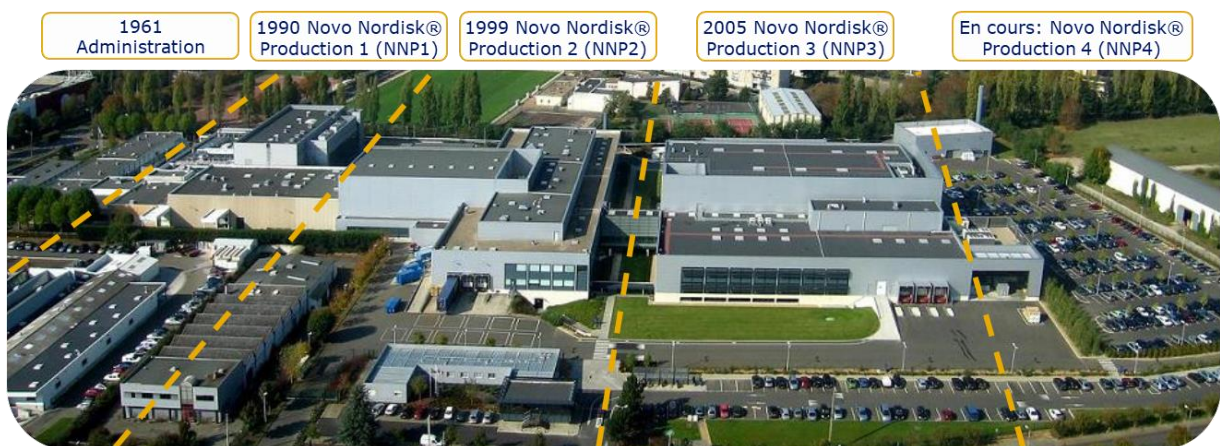 1961
Administration
1990 Novo Nordisk®
Production 1 (NNP1)
1999 Novo Nordisk®
Production 2 (NNP2)
2005 Novo Nordisk®
Production 3 (NNP3)
En cours: Novo Nordisk®
Production 4 (NNP4)